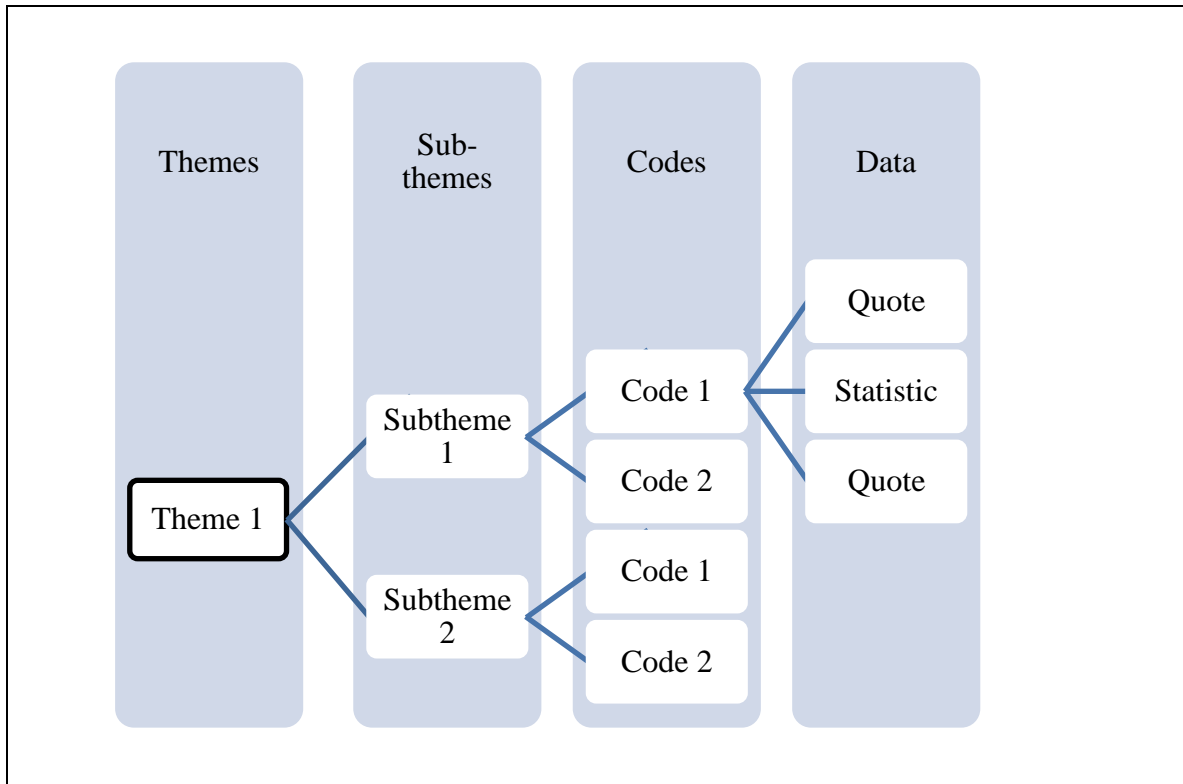 Themes
Sub-
themes
Codes
Data
Theme 1
Subtheme
1
Subtheme
2
Code 1
Code 2
Code 1
Code 2
Quote
Statistic
Quote